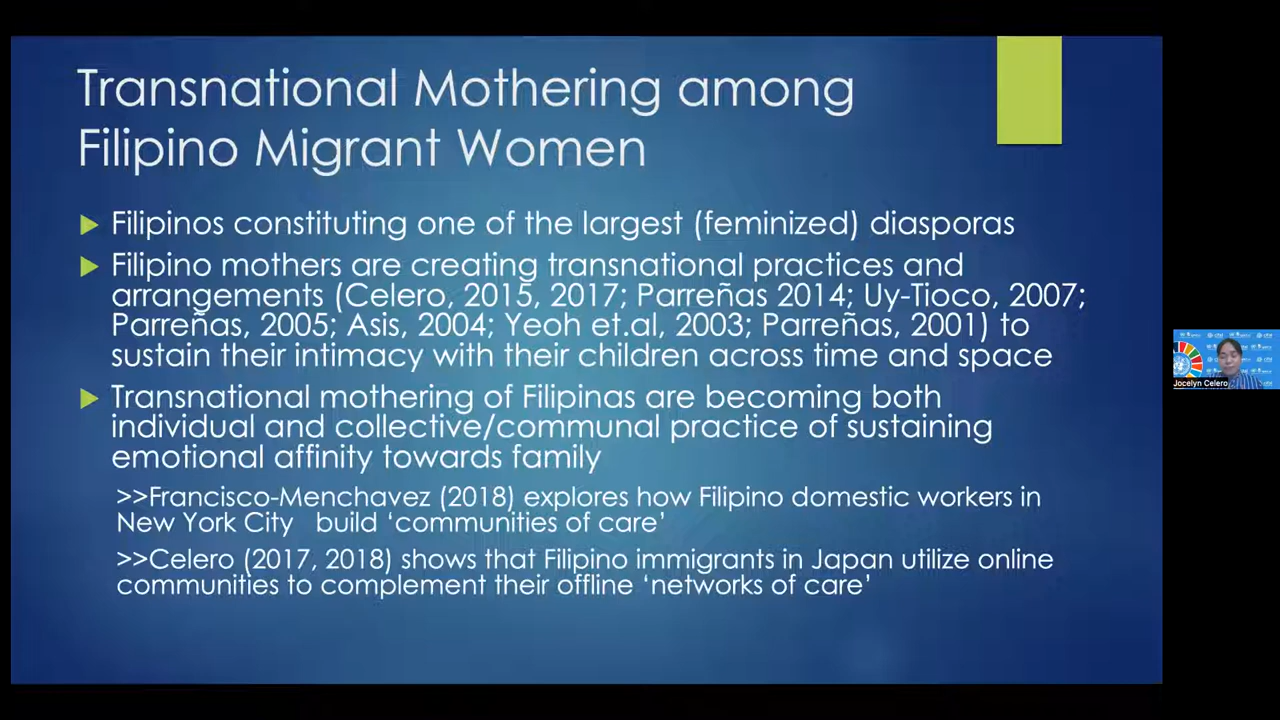 Transnational Mothering among
Filipino Migrant Women
Filipinos constituting one of the largest (feminized) diasporas
Filipino mothers are creating transnational practices and
arrangements (Celero, 2015, 2017; Parreñas 2014; Uy-Tioco, 2007;
Parreñas, 2005; Asis, 2004; Yeoh et.al, 2003; Parreñas, 2001) to
sustain their intimacy with their children across time and space
Transnational mothering of Filipinas are becoming both
individual and collective/communal practice of sustaining
emotional affinity towards family
>>Francisco-Menchavez (2018) explores how Filipino domestic workers in
New York City   build ‘communities of care’
>>Celero (2017, 2018) shows that Filipino immigrants in Japan utilize online
communities to complement their offline ‘networks of care’
Jocelyn Celero